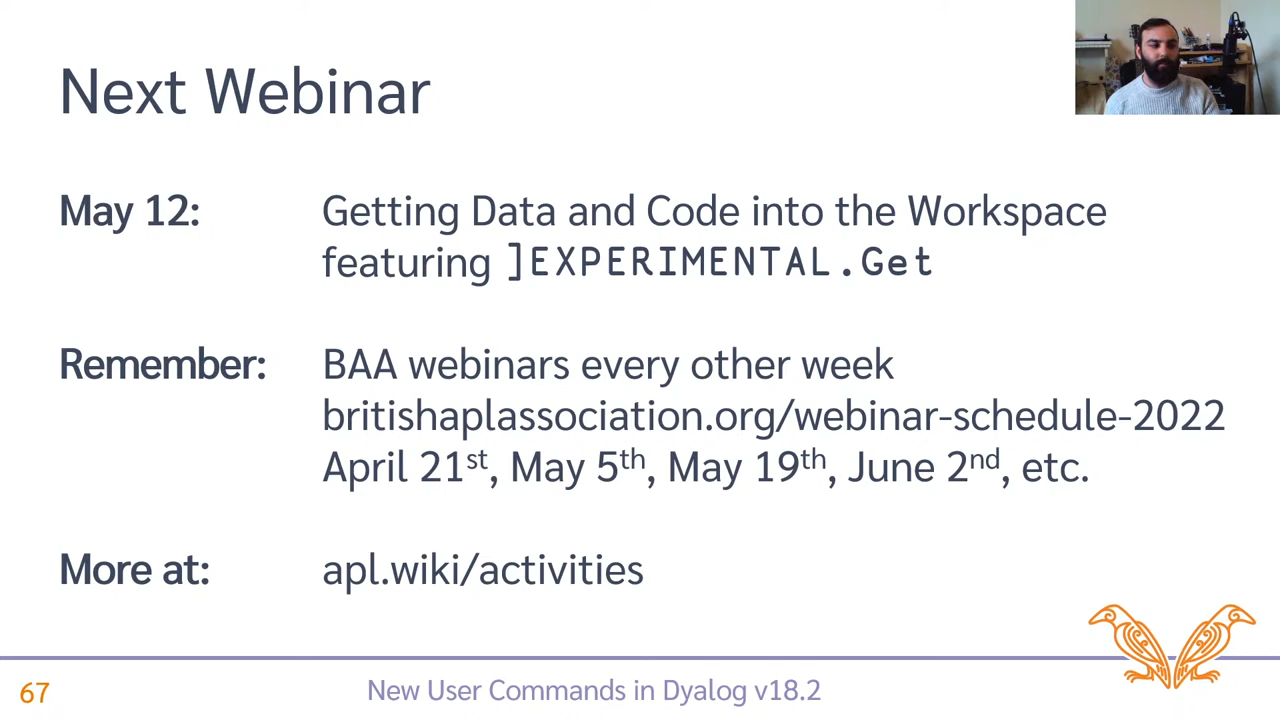 Next Webinar
May 12: Getting Data and Code into the Workspace
featuring ]EXPERIMENTAL.Get
Remember: BAA webinars every other week
britishaplassociation.org/webinar-schedule-2022
April 21st, May 5th, May 19th, June 2nd, etc.
More at: apl.wiki/activities
67 New User Commands in Dyalog v18.2